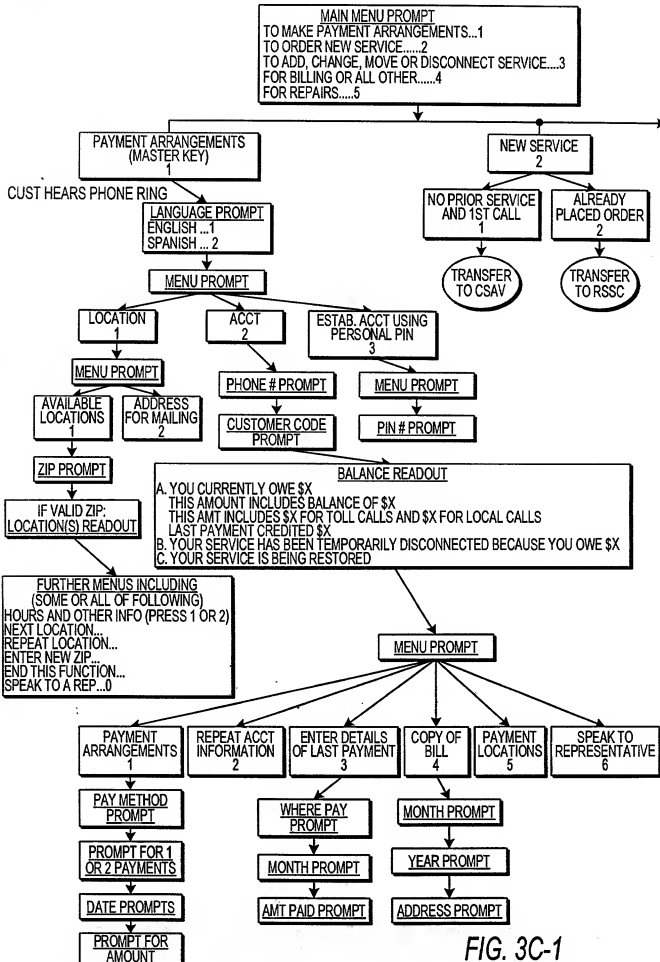 MAIN MENU PROMPT
TO MAKE PAYMENT ARRANGEMENTS...1
TO ORDER NEW SERVICE......2
TO ADD, CHANGE, MOVE OR DISCONNECT SERVICE....3
FOR BILLING OR ALL OTHER......4
FOR REPAIRS.....5
PAYMENT ARRANGEMENTS
(MASTER KEY)
1
NEW SERVICE
2
CUST HEARS PHONE RING
LANGUAGE PROMPT
ENGLISH ...1
SPANISH ... 2
NO PRIOR SERVICE
AND 1ST CALL
1
ALREADY
PLACED ORDER
2
TRANSFER
TO CSAV
TRANSFER
TO RSSC
MENU PROMPT
LOCATION
1
ACCT
2
ESTAB. ACCT USING
PERSONAL PIN
3
MENU PROMPT
PHONE # PROMPT
MENU PROMPT
AVAILABLE
LOCATIONS
1
ADDRESS
FOR MAILING
2
CUSTOMER CODE
PROMPT
PIN # PROMPT
ZIP PROMPT
IF VALID ZIP;
LOCATION(S) READOUT
BALANCE READOUT
A. YOU CURRENTLY OWE $X
THIS AMOUNT INCLUDES BALANCE OF $X
THIS AMT INCLUDES $X FOR TOLL CALLS AND $X FOR LOCAL CALLS
LAST PAYMENT CREDITED $X
B. YOUR SERVICE HAS BEEN TEMPORARILY DISCONNECTED BECAUSE YOU OWE $X
C. YOUR SERVICE IS BEING RESTORED
FURTHER MENUS INCLUDING
(SOME OR ALL OF FOLLOWING)
HOURS AND OTHER INFO (PRESS 1 OR 2)
NEXT LOCATION...
REPEAT LOCATION...
ENTER NEW ZIP...
END THIS FUNCTION...
SPEAK TO A REP...0
MENU PROMPT
PAYMENT
ARRANGEMENTS
1
REPEAT ACCT
INFORMATION
2
ENTER DETAILS
OF LAST PAYMENT
3
COPY OF
BILL
4
PAYMENT
LOCATIONS
5
SPEAK TO
REPRESENTATIVE
6
PAY METHOD
PROMPT
WHERE PAY
PROMPT
MONTH PROMPT
PROMPT FOR 1
OR 2 PAYMENTS
MONTH PROMPT
YEAR PROMPT
DATE PROMPTS
AMT PAID PROMPT
ADDRESS PROMPT
PROMPT FOR
AMOUNT
FIG. 3C-1